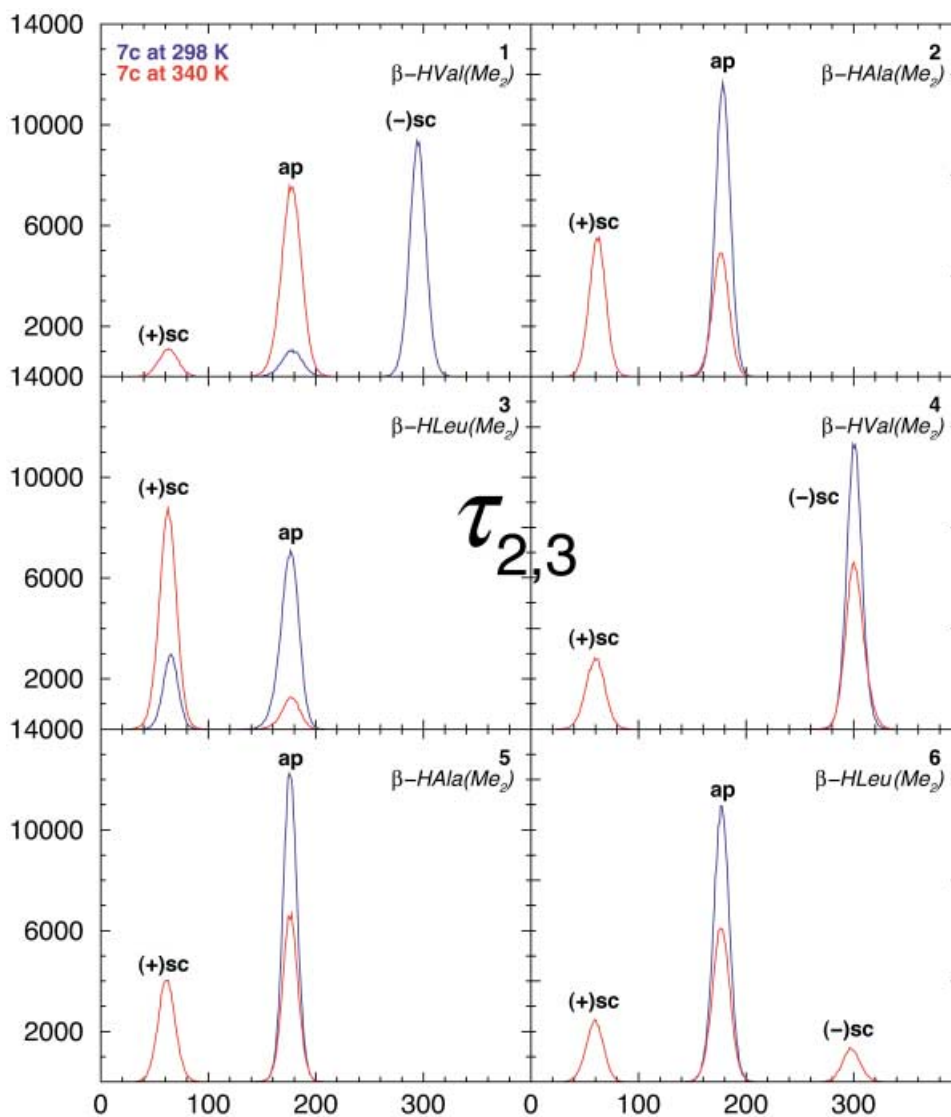 14000
10000
6000
2000
7c at 298 K
7c at 340 K
1
β-HVal(Me₂)
(+)sc
ap
(–)sc
2
β-HAla(Me₂)
(+)sc
ap
14000
10000
6000
2000
3
β-HLeu(Me₂)
(+)sc
ap
τ2,3
4
β-HVal(Me₂)
(+)sc
(–)sc
14000
10000
6000
2000
5
β-HAla(Me₂)
(+)sc
ap
6
β-HLeu(Me₂)
(+)sc
ap
(–)sc
0 100 200 300 0 100 200 300